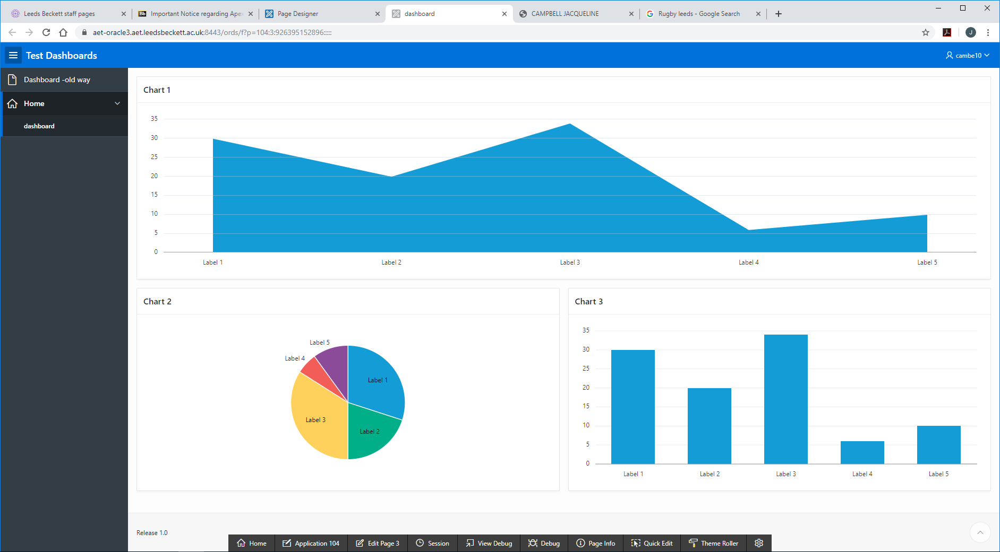 Leeds Beckett staff pages
Bb Important Notice regarding Apex
Page Designer
dashboard
CAMPBELL JACQUELINE
G Rugby leeds - Google Search
aet-oracle3.aet.leedsbeckett.ac.uk:8443/ords/f?p=104:3:926395152896:::::
J
Test Dashboards
cambe10
Dashboard -old way
Home
dashboard
Chart 1
35
30
25
20
15
10
5
0
Label 1 Label 2 Label 3 Label 4 Label 5
Chart 2
Label 5
Label 4
Label 1
Label 3
Label 2
Chart 3
35
30
25
20
15
10
5
0
Label 1 Label 2 Label 3 Label 4 Label 5
Release 1.0
Home Application 104 Edit Page 3 Session View Debug Debug Page Info Quick Edit Theme Roller